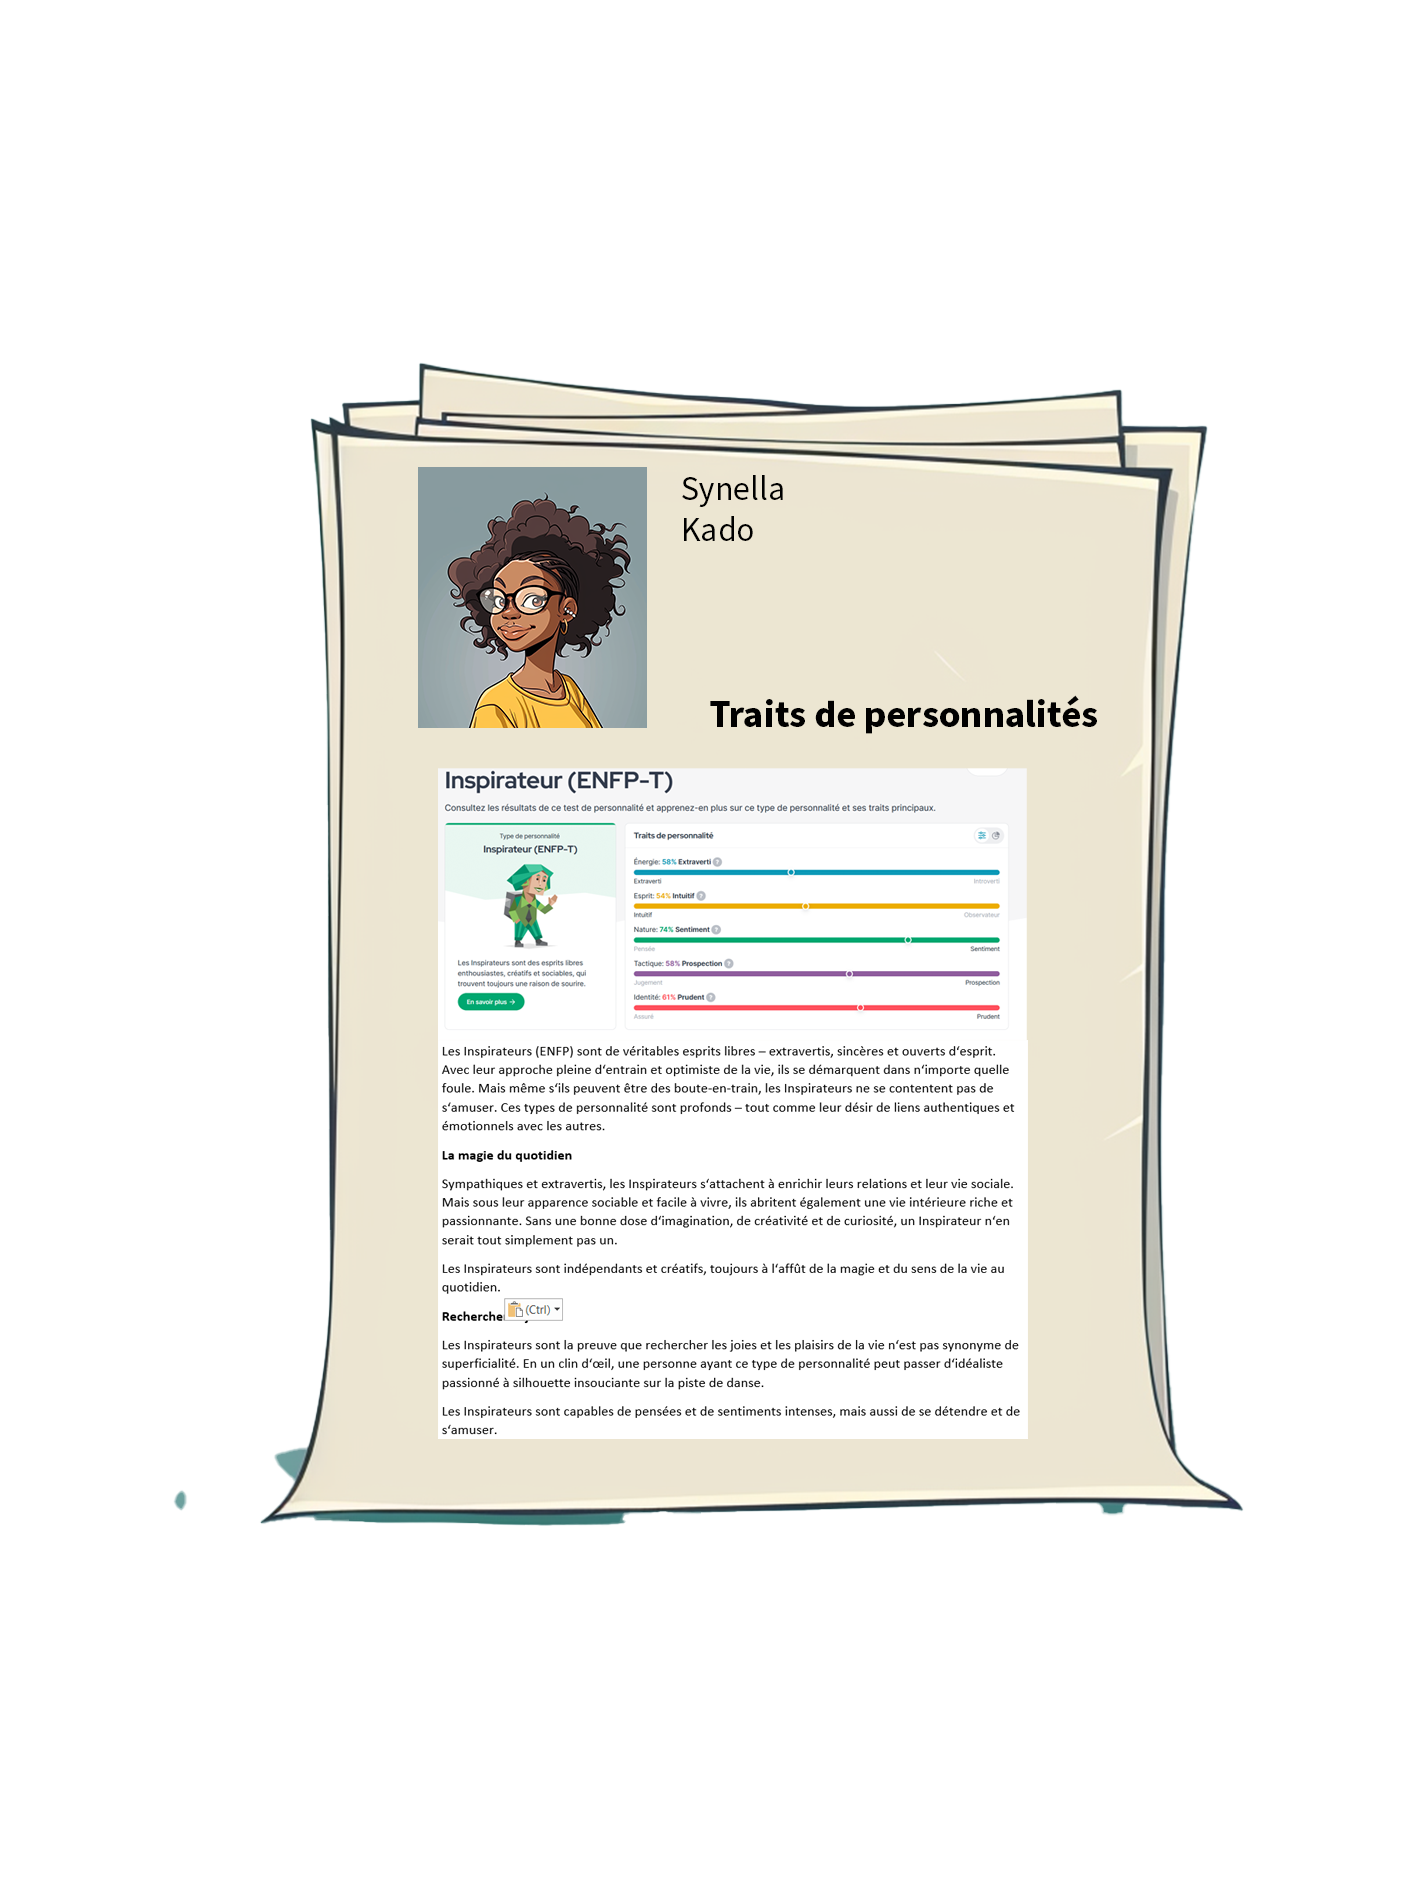 Synella
Kado
Traits de personnalités
Inspirateur (ENFP-T)
Consultez les résultats de ce test de personnalité et apprenez-en plus sur ce type de personnalité et ses traits principaux.
Type de personnalité
Inspirateur (ENFP-T)
Les Inspirateurs sont des esprits libres
enthousiastes, créatifs et sociables, qui
trouvent toujours une raison de sourire.
En savoir plus →
Traits de personnalité
Énergie: 58% Extraverti ?
Extraverti Introverti
Esprit: 54% Intuitif ?
Intuitif Observateur
Nature: 74% Sentiment ?
Pensée Sentiment
Tactique: 58% Prospection ?
Jugement Prospection
Identité: 61% Prudent ?
Assuré Prudent
Les Inspirateurs (ENFP) sont de véritables esprits libres – extravertis, sincères et ouverts d‘esprit.
Avec leur approche pleine d‘entrain et optimiste de la vie, ils se démarquent dans n‘importe quelle
foule. Mais même s‘ils peuvent être des boute-en-train, les Inspirateurs ne se contentent pas de
s‘amuser. Ces types de personnalité sont profonds – tout comme leur désir de liens authentiques et
émotionnels avec les autres.
La magie du quotidien
Sympathiques et extravertis, les Inspirateurs s‘attachent à enrichir leurs relations et leur vie sociale.
Mais sous leur apparence sociable et facile à vivre, ils abritent également une vie intérieure riche et
passionnante. Sans une bonne dose d‘imagination, de créativité et de curiosité, un Inspirateur n‘en
serait tout simplement pas un.
Les Inspirateurs sont indépendants et créatifs, toujours à l‘affût de la magie et du sens de la vie au
quotidien.
(Ctrl)
Les Inspirateurs sont la preuve que rechercher les joies et les plaisirs de la vie n‘est pas synonyme de
superficialité. En un clin d‘œil, une personne ayant ce type de personnalité peut passer d‘idéaliste
passionné à silhouette insouciante sur la piste de danse.
Les Inspirateurs sont capables de pensées et de sentiments intenses, mais aussi de se détendre et de
s‘amuser.